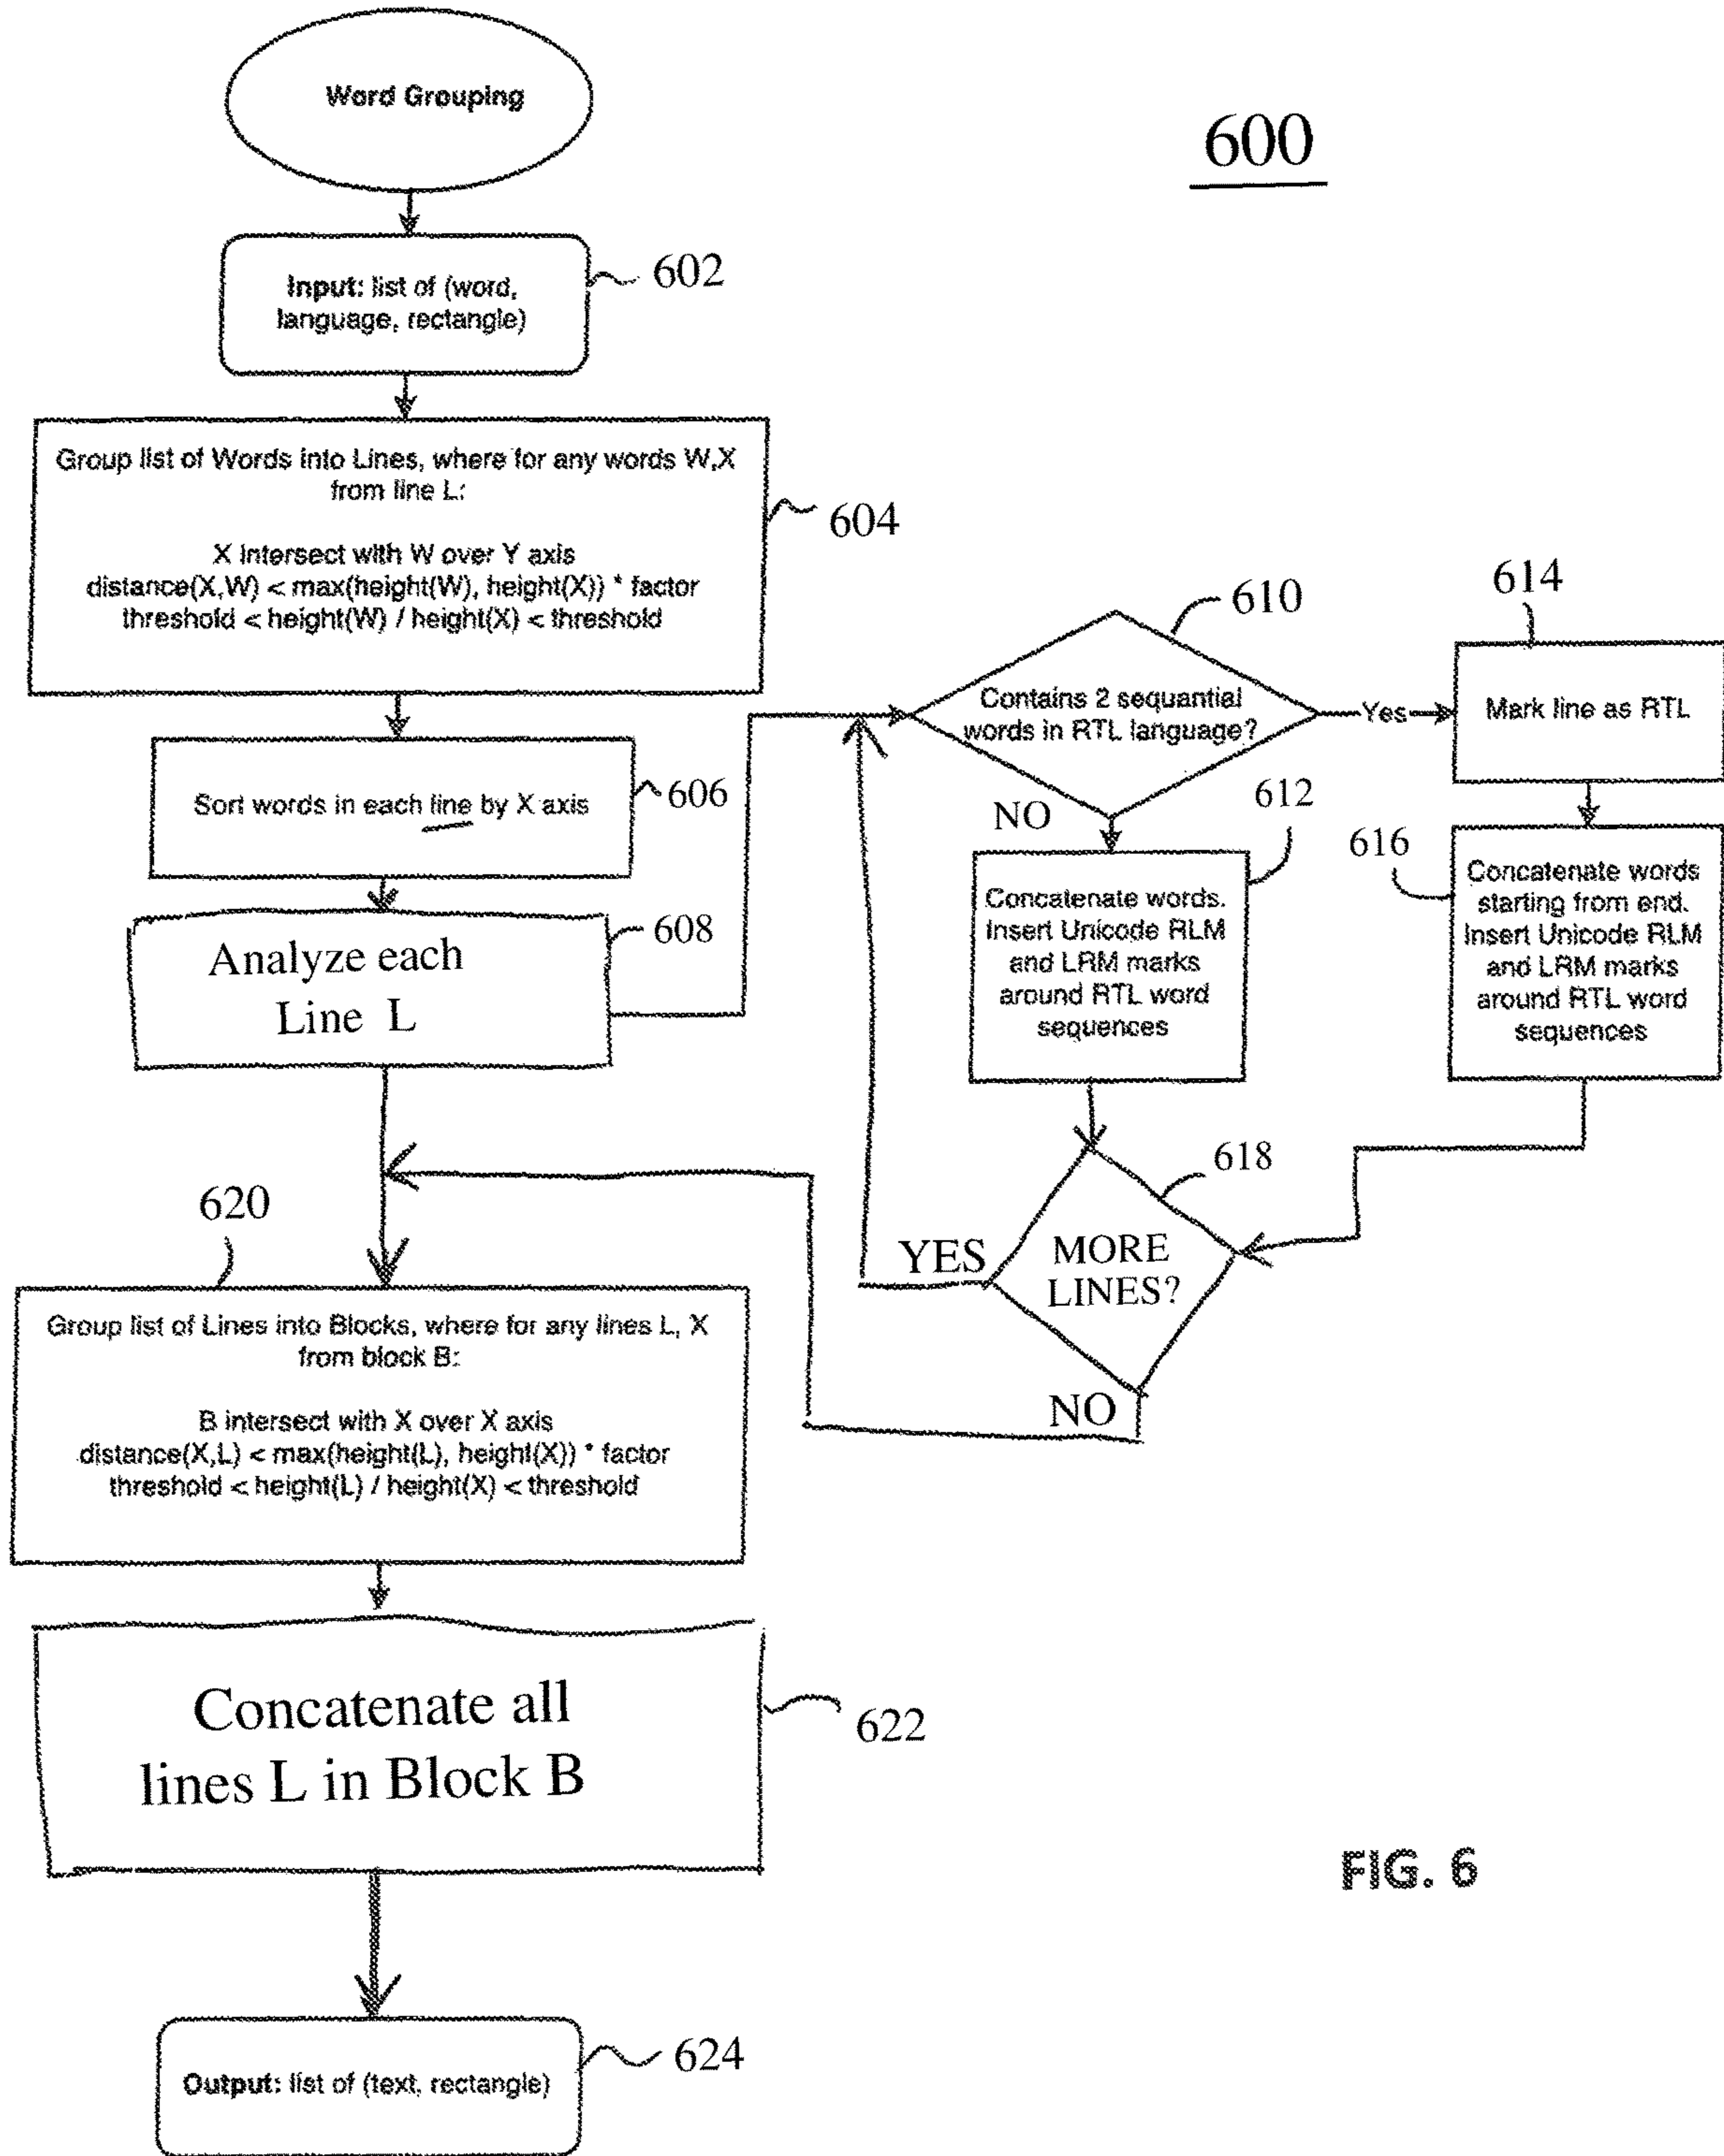 Word Grouping
600
Input: list of (word,
language, rectangle)
602
Group list of Words into Lines, where for any words W,X
from line L:
X intersect with W over Y axis
distance(X,W) < max(height(W), height(X)) * factor
threshold < height(W) / height(X) < threshold
604
Sort words in each line by X axis
606
Analyze each
Line L
608
Contains 2 sequantial
words in RTL language?
610
Yes
NO
Mark line as RTL
614
Concatenate words.
Insert Unicode RLM
and LRM marks
around RTL word
sequences
612
Concatenate words
starting from end.
Insert Unicode RLM
and LRM marks
around RTL word
sequences
616
MORE
LINES?
618
YES
NO
620
Group list of Lines into Blocks, where for any lines L, X
from block B:
B intersect with X over X axis
distance(X,L) < max(height(L), height(X)) * factor
threshold < height(L) / height(X) < threshold
Concatenate all
lines L in Block B
622
Output: list of (text, rectangle)
624
FIG. 6